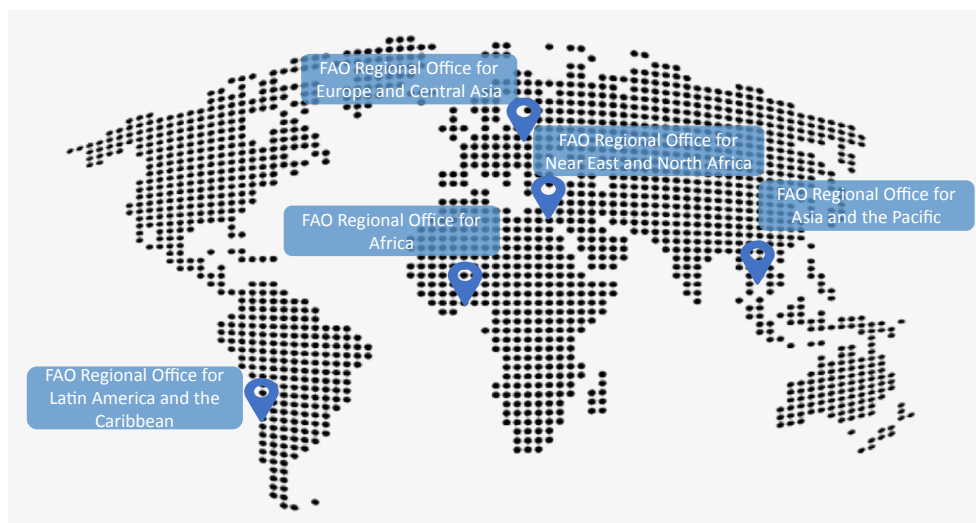 FAO Regional Office for
Europe and Central Asia
FAO Regional Office for
Near East and North Africa
FAO Regional Office for
Asia and the Pacific
FAO Regional Office for
Africa
FAO Regional Office for
Latin America and the
Caribbean